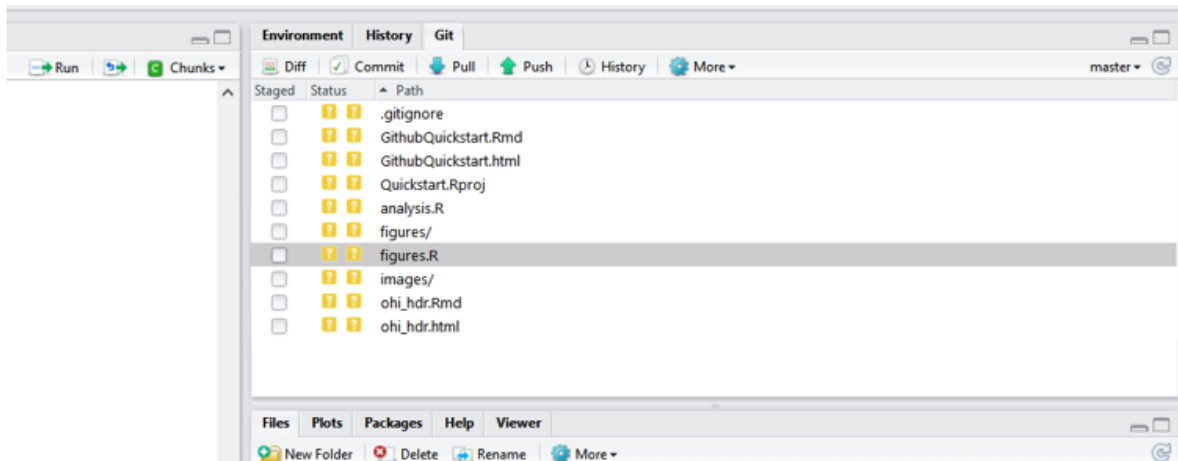 Environment History Git
Run Chunks Diff Commit Pull Push History More master
Staged Status Path
? ? .gitignore
? ? GithubQuickstart.Rmd
? ? GithubQuickstart.html
? ? Quickstart.Rproj
? ? analysis.R
? ? figures/
? ? figures.R
? ? images/
? ? ohi_hdr.Rmd
? ? ohi_hdr.html
Files Plots Packages Help Viewer
New Folder Delete Rename More